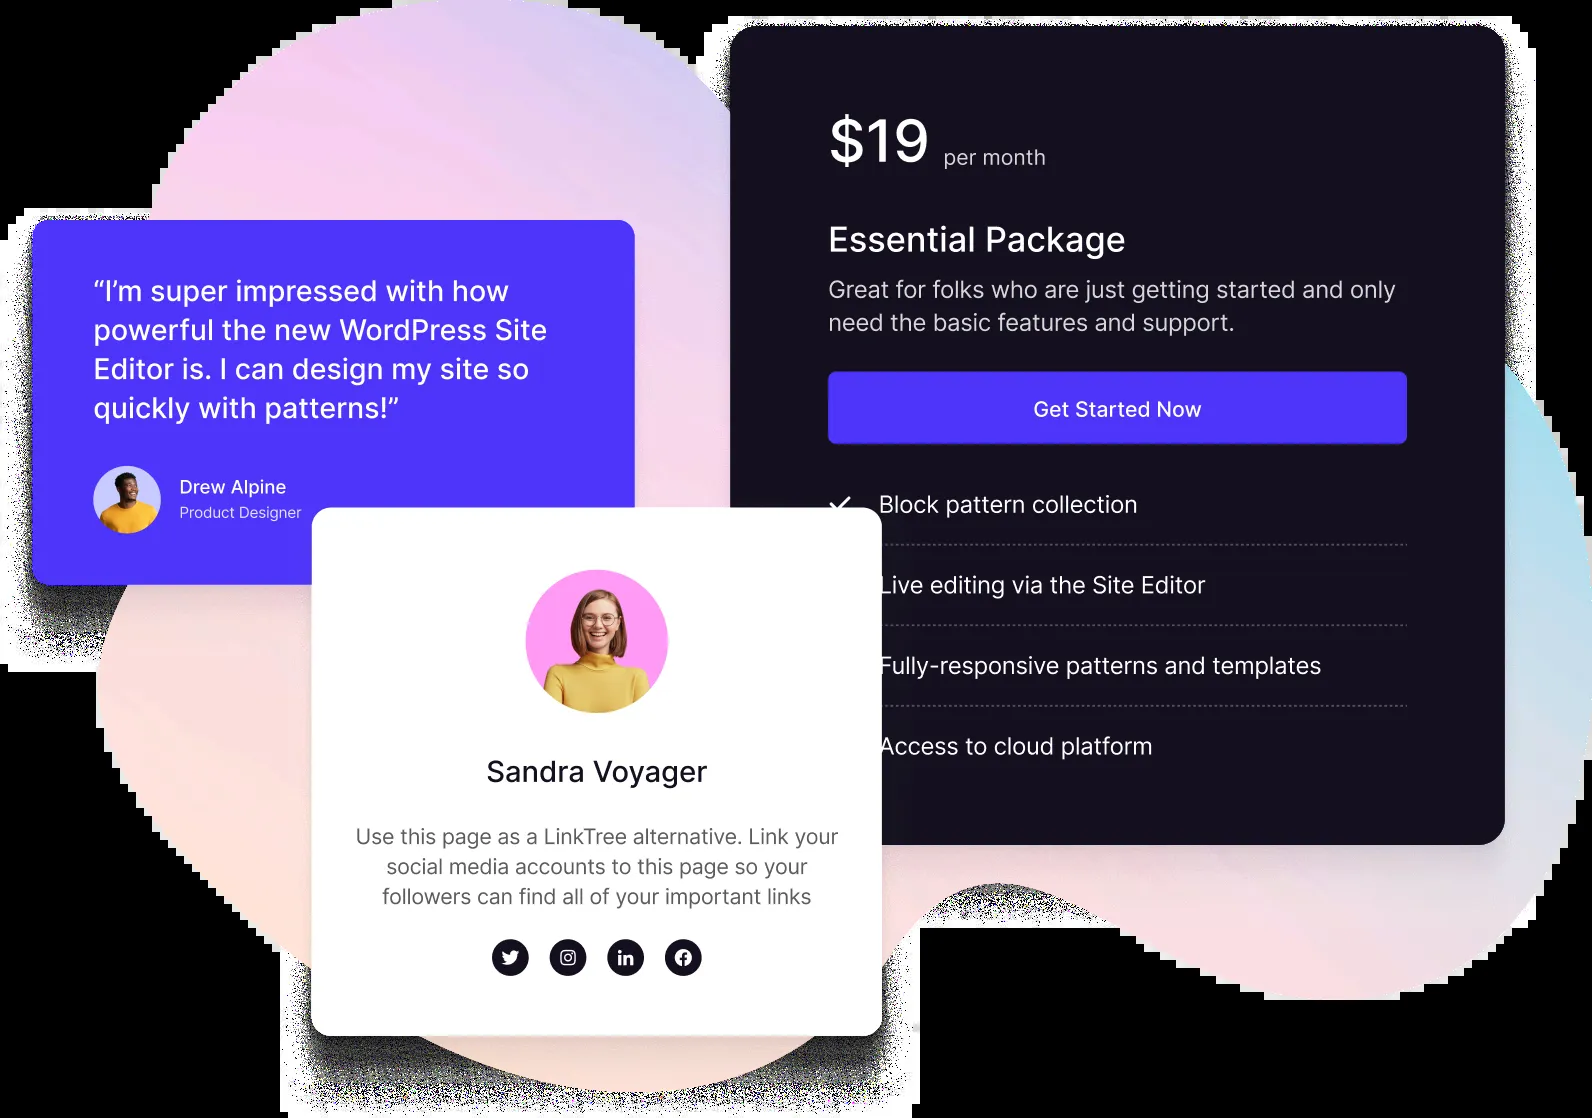 “I’m super impressed with how
powerful the new WordPress Site
Editor is. I can design my site so
quickly with patterns!”
Drew Alpine
Product Designer
$19 per month
Essential Package
Great for folks who are just getting started and only
need the basic features and support.
Get Started Now
Block pattern collection
Live editing via the Site Editor
Fully-responsive patterns and templates
Access to cloud platform
Sandra Voyager
Use this page as a LinkTree alternative. Link your
social media accounts to this page so your
followers can find all of your important links